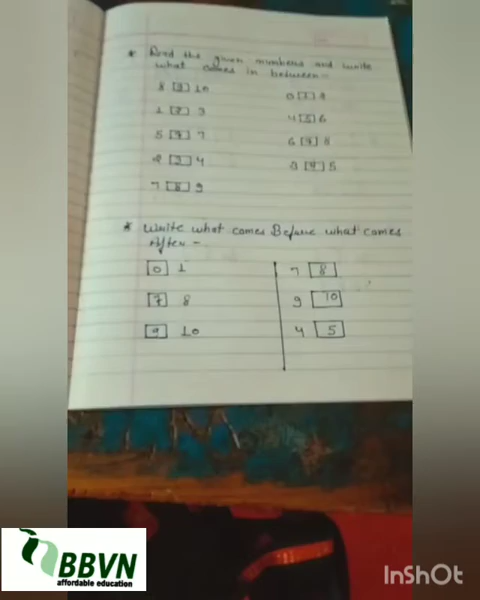 * Read the given numbers and write
what comes in between -
8 [9] 10
0 [1] 2
1 [2] 3
4 [5] 6
5 [6] 7
6 [7] 8
2 [3] 4
3 [4] 5
7 [8] 9
* Write what comes Before what comes
After -
[0] 1
7 [8]
[7] 8
9 [10]
[9] 10
4 [5]
BBVN
affordable education
InShOt